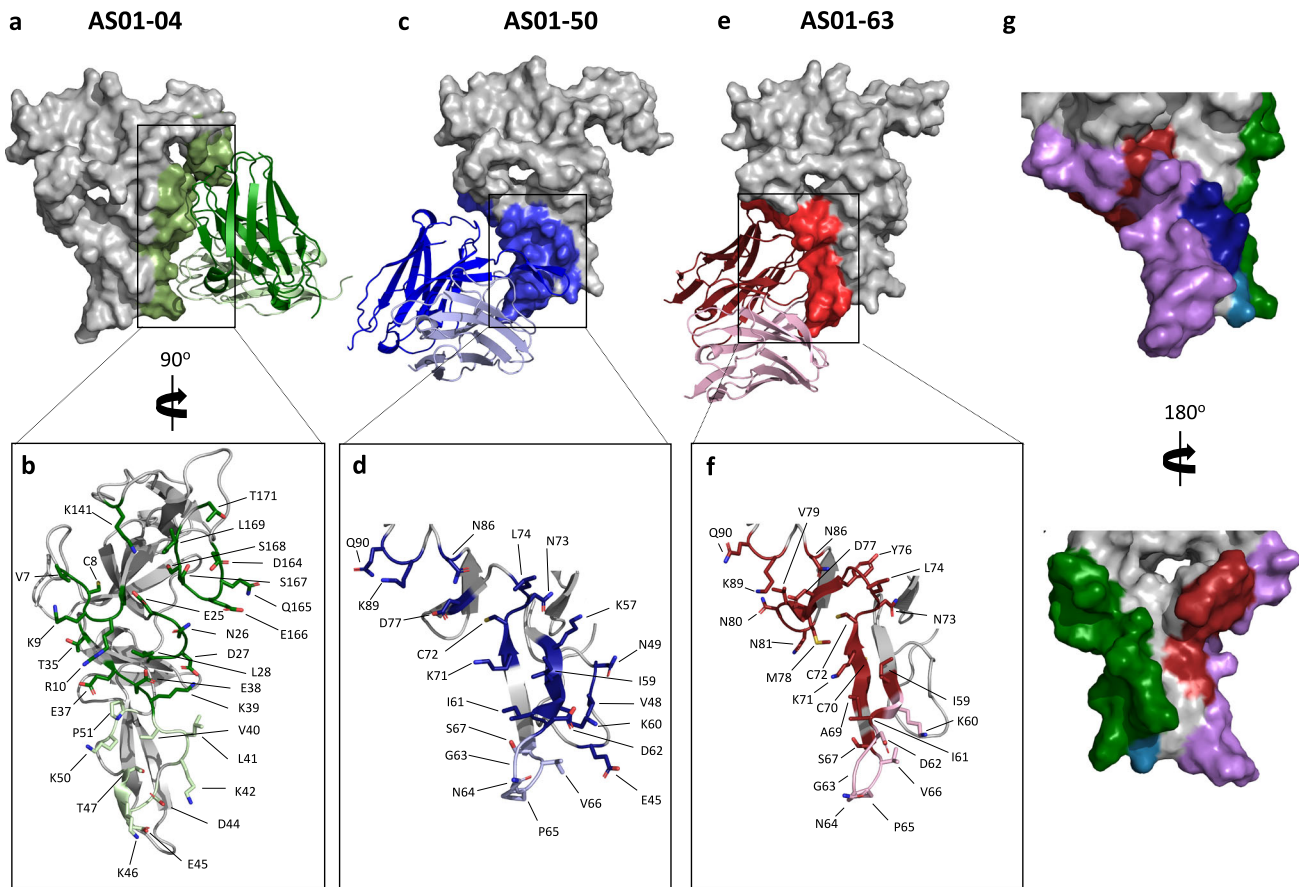 a AS01-04 c AS01-50 e AS01-63 g
90º
180º
b
T171
K141
L169
S168
C8
D164
V7
S167
Q165
E25
E166
K9
N26
T35
D27
R10
L28
E38
E37
K39
P51
V40
L41
K50
K42
T47
D44
E45
K46
d
N86
L74
N73
Q90
K89
K57
D77
N49
C72
K71
I59
V48
I61
K60
S67
D62
G63
N64
V66
E45
P65
f
V79
N86
Q90
D77
Y76
L74
K89
N80
N73
N81
M78
C72
I59
K71
K60
C70
A69
I61
S67
D62
G63
V66
N64
P65